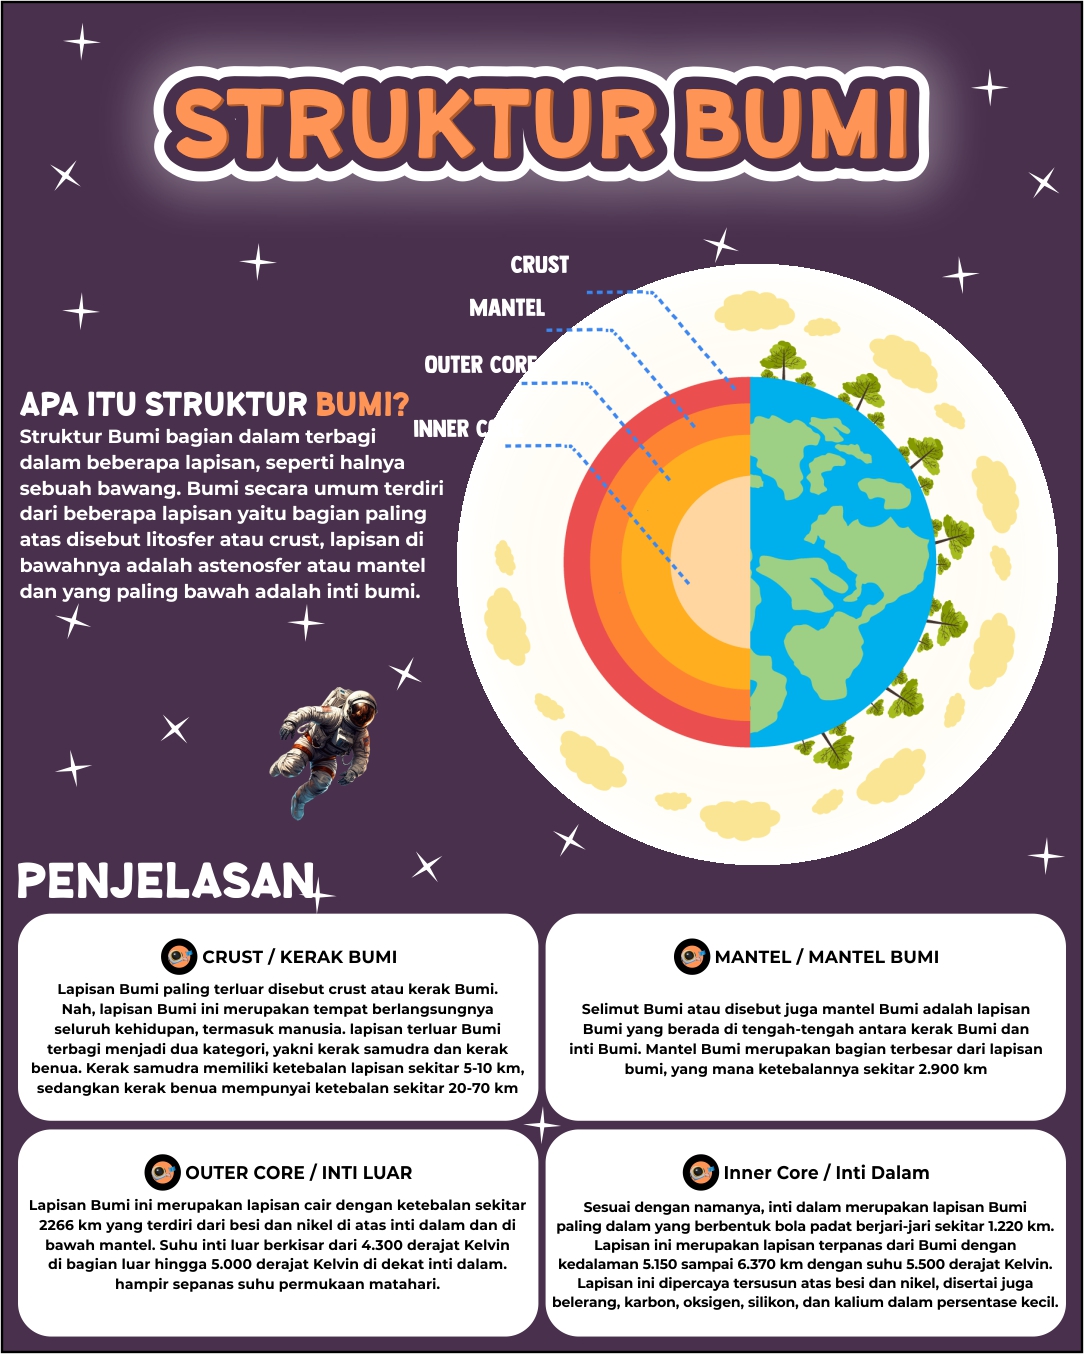 STRUKTUR BUMI
CRUST
MANTEL
OUTER CORE
INNER
APA ITU STRUKTUR BUMI?
Struktur Bumi bagian dalam terbagi
dalam beberapa lapisan, seperti halnya
sebuah bawang. Bumi secara umum terdiri
dari beberapa lapisan yaitu bagian paling
atas disebut litosfer atau crust, lapisan di
bawahnya adalah astenosfer atau mantel
dan yang paling bawah adalah inti bumi.
PENJELASAN
CRUST / KERAK BUMI
Lapisan Bumi paling terluar disebut crust atau kerak Bumi.
Nah, lapisan Bumi ini merupakan tempat berlangsungnya
seluruh kehidupan, termasuk manusia. lapisan terluar Bumi
terbagi menjadi dua kategori, yakni kerak samudra dan kerak
benua. Kerak samudra memiliki ketebalan lapisan sekitar 5-10 km,
sedangkan kerak benua mempunyai ketebalan sekitar 20-70 km
MANTEL / MANTEL BUMI
Selimut Bumi atau disebut juga mantel Bumi adalah lapisan
Bumi yang berada di tengah-tengah antara kerak Bumi dan
inti Bumi. Mantel Bumi merupakan bagian terbesar dari lapisan
bumi, yang mana ketebalannya sekitar 2.900 km
OUTER CORE / INTI LUAR
Lapisan Bumi ini merupakan lapisan cair dengan ketebalan sekitar
2266 km yang terdiri dari besi dan nikel di atas inti dalam dan di
bawah mantel. Suhu inti luar berkisar dari 4.300 derajat Kelvin
di bagian luar hingga 5.000 derajat Kelvin di dekat inti dalam.
hampir sepanas suhu permukaan matahari.
Inner Core / Inti Dalam
Sesuai dengan namanya, inti dalam merupakan lapisan Bumi
paling dalam yang berbentuk bola padat berjari-jari sekitar 1.220 km.
Lapisan ini merupakan lapisan terpanas dari Bumi dengan
kedalaman 5.150 sampai 6.370 km dengan suhu 5.500 derajat Kelvin.
Lapisan ini dipercaya tersusun atas besi dan nikel, disertai juga
belerang, karbon, oksigen, silikon, dan kalium dalam persentase kecil.